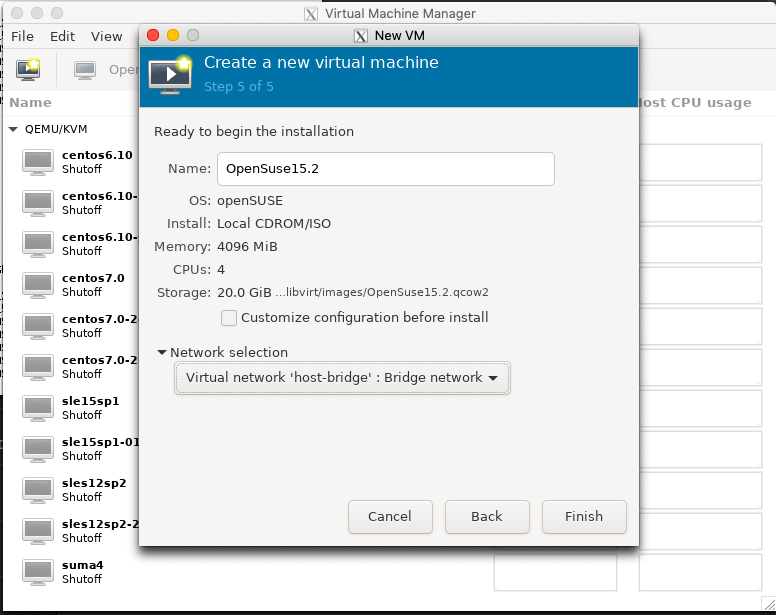 Virtual Machine Manager
File Edit View
New VM
Create a new virtual machine
Step 5 of 5
Name
QEMU/KVM
centos6.10
Shutoff
centos6.10-
Shutoff
centos6.10-
Shutoff
centos7.0
Shutoff
centos7.0-2
Shutoff
centos7.0-2
Shutoff
sle15sp1
Shutoff
sle15sp1-01
Shutoff
sles12sp2
Shutoff
sles12sp2-2
Shutoff
suma4
Shutoff
Ready to begin the installation
Name: OpenSuse15.2
OS: openSUSE
Install: Local CDROM/ISO
Memory: 4096 MiB
CPUs: 4
Storage: 20.0 GiB ...libvirt/images/OpenSuse15.2.qcow2
Customize configuration before install
Network selection
Virtual network 'host-bridge' : Bridge network
Cancel Back Finish
CPU usage